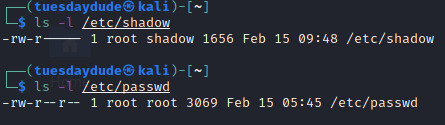 ┌──(tuesdaydude㉿kali)-[~]
└─$ ls -l /etc/shadow
-rw-r----- 1 root shadow 1656 Feb 15 09:48 /etc/shadow
┌──(tuesdaydude㉿kali)-[~]
└─$ ls -l /etc/passwd
-rw-r--r-- 1 root root 3069 Feb 15 05:45 /etc/passwd